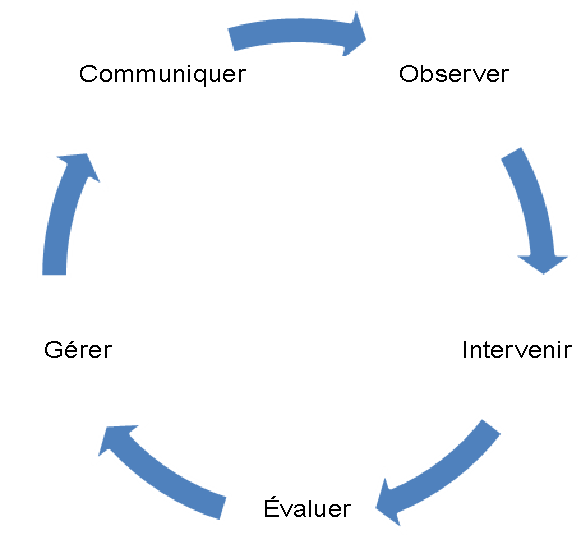 Communiquer
Observer
Gérer
Intervenir
Évaluer